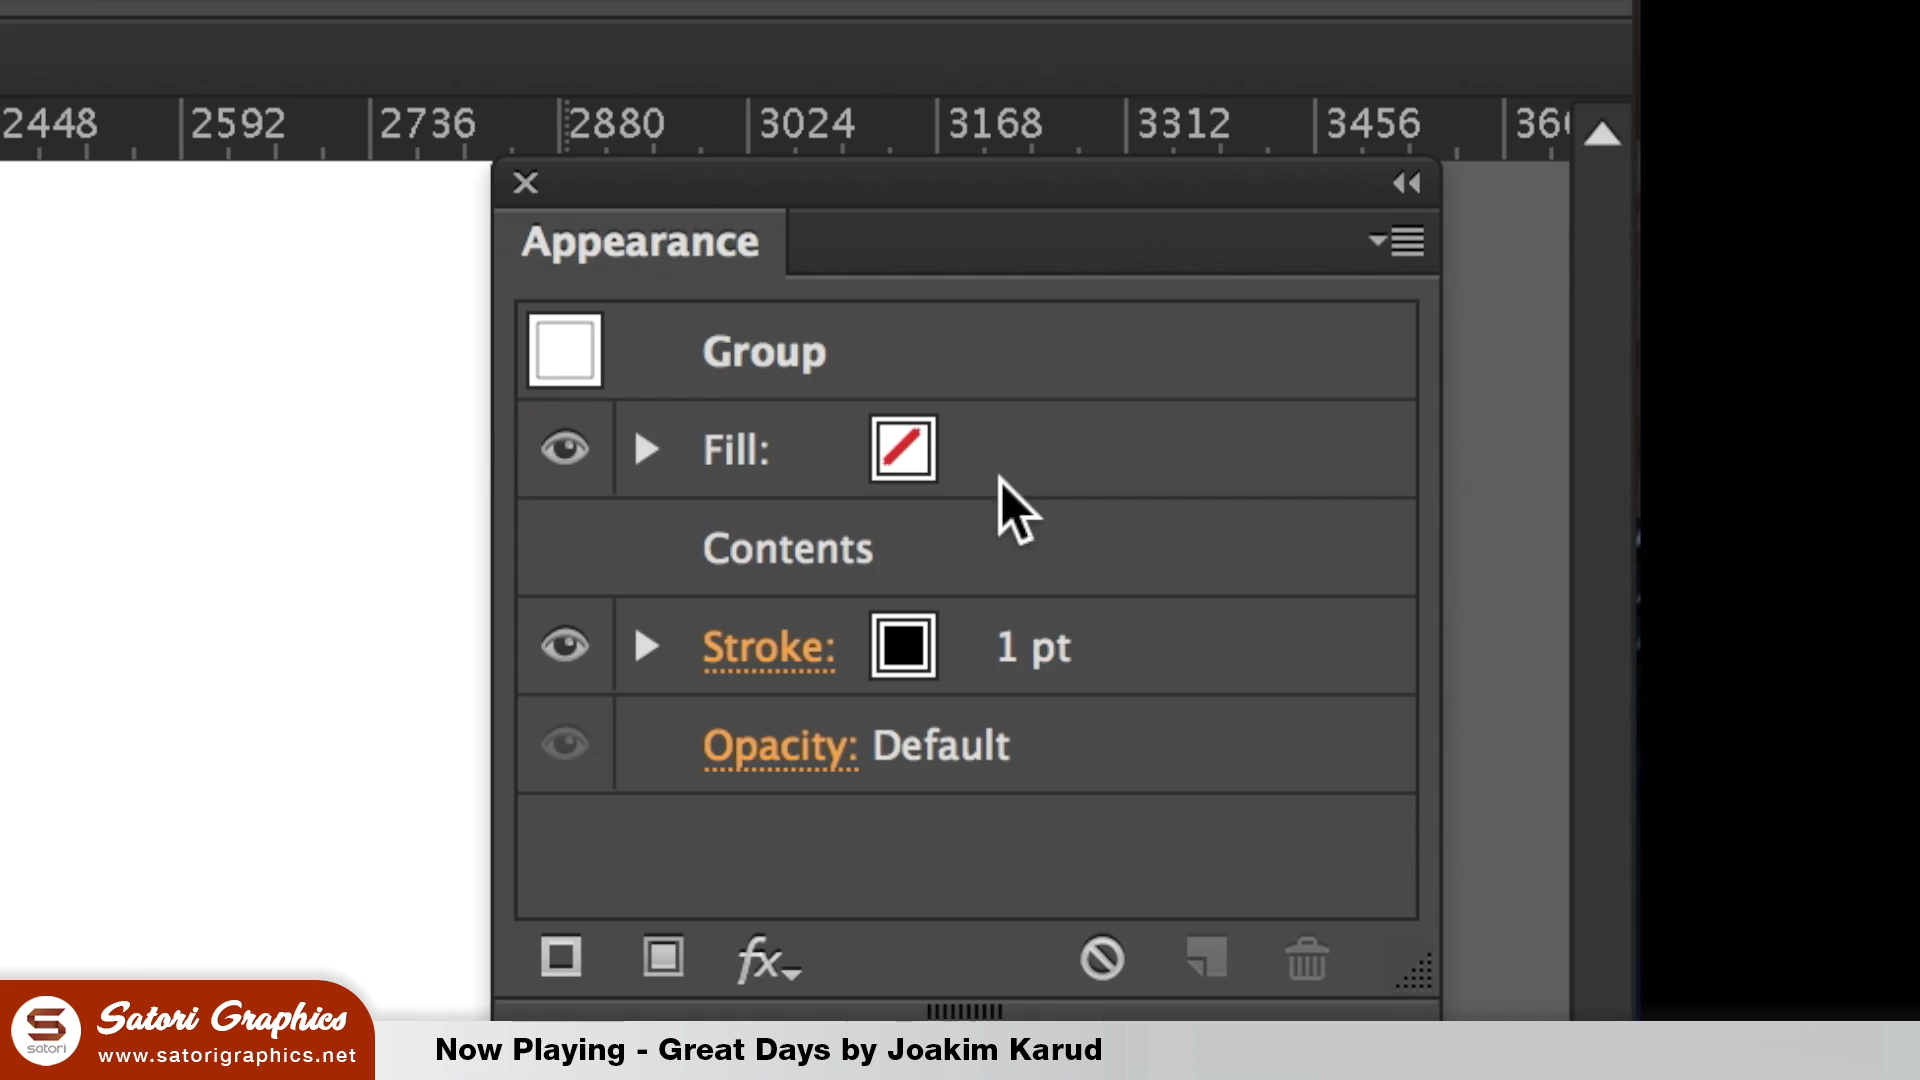 2448 2592 2736 2880 3024 3168 3312 3456
Appearance
Group
Fill:
Contents
Stroke: 1 pt
Opacity: Default
fx
Satori Graphics
satori
www.satorigraphics.net
Now Playing - Great Days by Joakim Karud